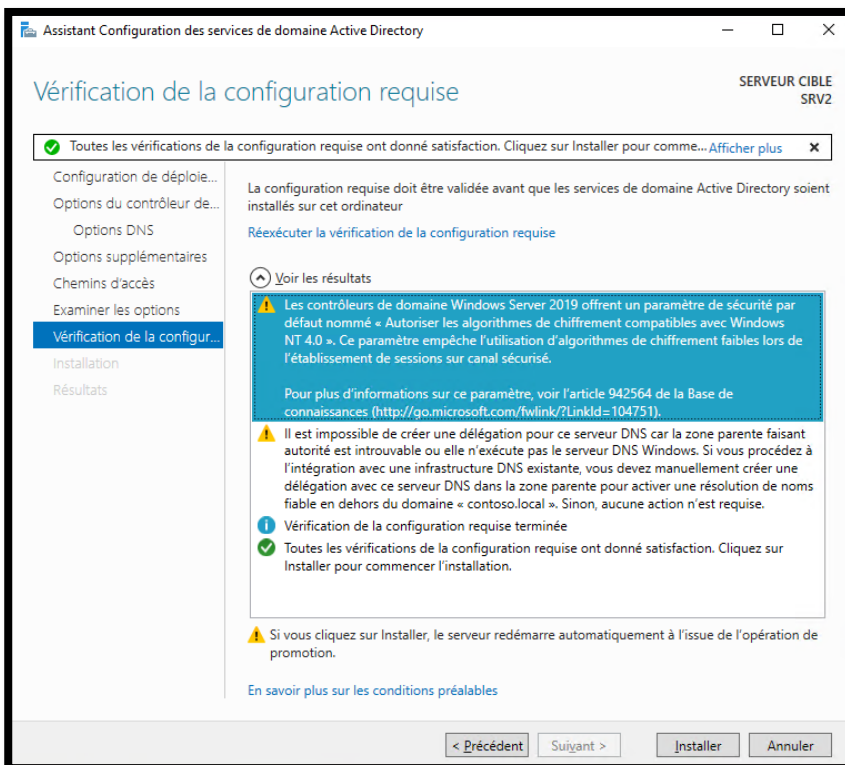 Assistant Configuration des services de domaine Active Directory
Vérification de la configuration requise
SERVEUR CIBLE
SRV2
Toutes les vérifications de la configuration requise ont donné satisfaction. Cliquez sur Installer pour comme... Afficher plus
Configuration de déploie...
Options du contrôleur de...
Options DNS
Options supplémentaires
Chemins d'accès
Examiner les options
Vérification de la configur...
Installation
Résultats
La configuration requise doit être validée avant que les services de domaine Active Directory soient
installés sur cet ordinateur
Réexécuter la vérification de la configuration requise
Voir les résultats
Les contrôleurs de domaine Windows Server 2019 offrent un paramètre de sécurité par
défaut nommé « Autoriser les algorithmes de chiffrement compatibles avec Windows
NT 4.0 ». Ce paramètre empêche l'utilisation d'algorithmes de chiffrement faibles lors de
l'établissement de sessions sur canal sécurisé.
Pour plus d'informations sur ce paramètre, voir l'article 942564 de la Base de
connaissances (http://go.microsoft.com/fwlink/?LinkId=104751).
Il est impossible de créer une délégation pour ce serveur DNS car la zone parente faisant
autorité est introuvable ou elle n'exécute pas le serveur DNS Windows. Si vous procédez à
l'intégration avec une infrastructure DNS existante, vous devez manuellement créer une
délégation avec ce serveur DNS dans la zone parente pour activer une résolution de noms
fiable en dehors du domaine « contoso.local ». Sinon, aucune action n'est requise.
Vérification de la configuration requise terminée
Toutes les vérifications de la configuration requise ont donné satisfaction. Cliquez sur
Installer pour commencer l'installation.
Si vous cliquez sur Installer, le serveur redémarre automatiquement à l'issue de l'opération de
promotion.
En savoir plus sur les conditions préalables
< Précédent
Suivant >
Installer
Annuler